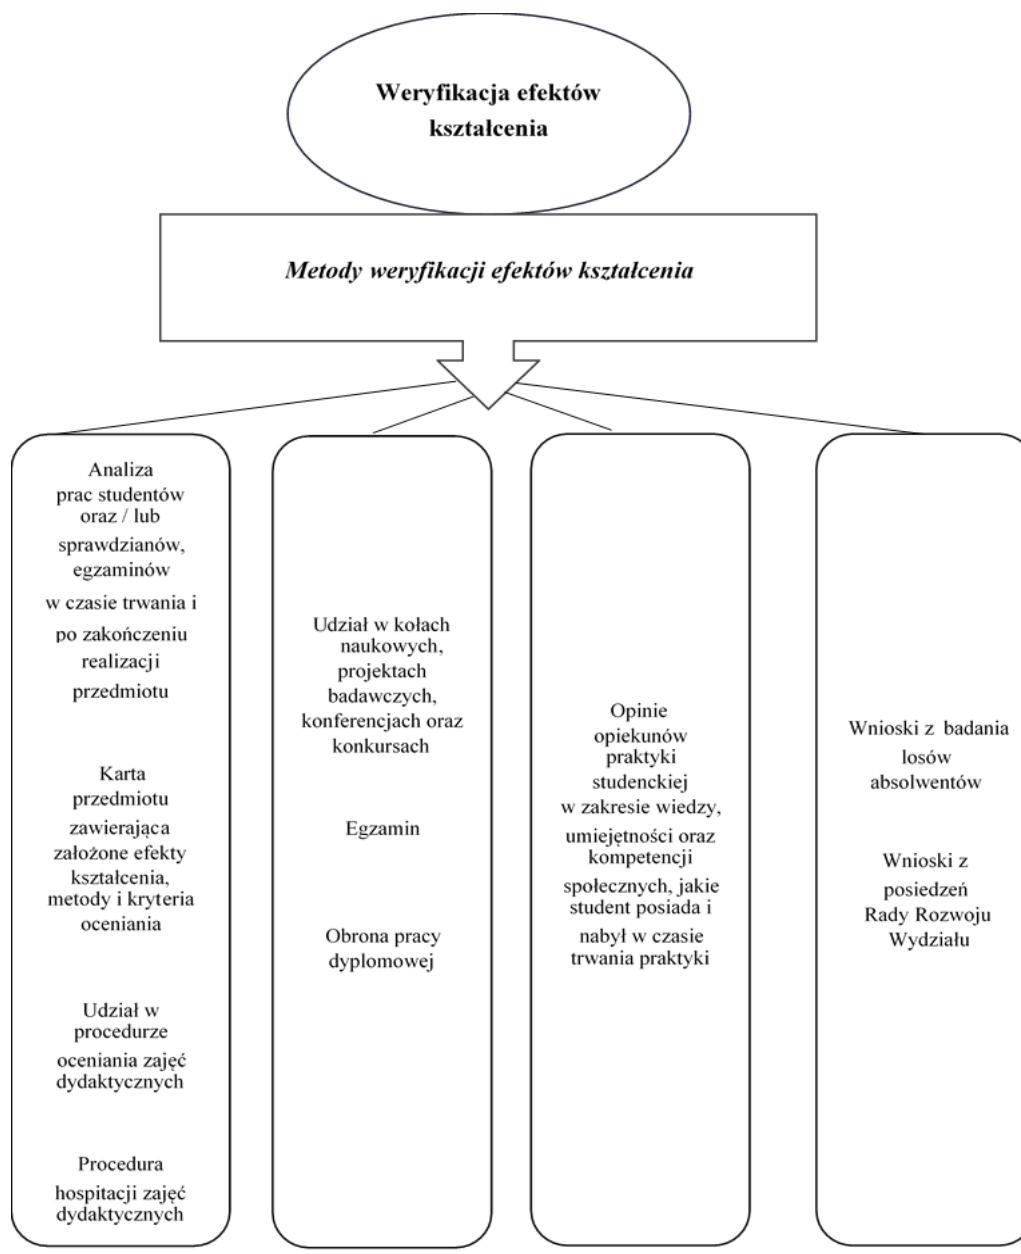 Weryfikacja efektów
kształcenia
Metody weryfikacji efektów kształcenia
Analiza
prac studentów
oraz / lub
sprawdzianów,
egzaminów
w czasie trwania i
po zakończeniu
realizacji
przedmiotu
Karta
przedmiotu
zawierająca
założone efekty
kształcenia,
metody i kryteria
oceniania
Udział w
procedurze
oceniania zajęć
dydaktycznych
Procedura
hospitacji zajęć
dydaktycznych
Udział w kołach
naukowych,
projektach
badawczych,
konferencjach oraz
konkursach
Egzamin
Obrona pracy
dyplomowej
Opinie
opiekunów
praktyki
studenckiej
w zakresie wiedzy,
umiejętności oraz
kompetencji
społecznych, jakie
student posiada i
nabył w czasie
trwania praktyki
Wnioski z badania
losów
absolwentów
Wnioski z
posiedzeń
Rady Rozwoju
Wydziału